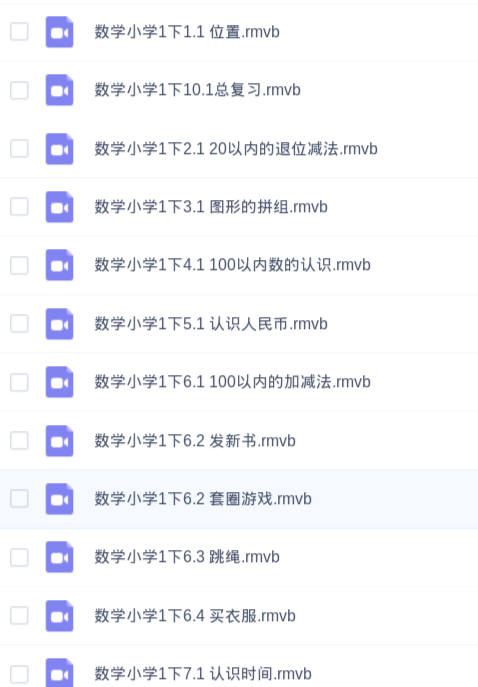 数学小学1下1.1 位置.rmvb
数学小学1下10.1总复习.rmvb
数学小学1下2.1 20以内的退位减法.rmvb
数学小学1下3.1 图形的拼组.rmvb
数学小学1下4.1 100以内数的认识.rmvb
数学小学1下5.1 认识人民币.rmvb
数学小学1下6.1 100以内的加减法.rmvb
数学小学1下6.2 发新书.rmvb
数学小学1下6.2 套圈游戏.rmvb
数学小学1下6.3 跳绳.rmvb
数学小学1下6.4 买衣服.rmvb
数学小学1下7.1 认识时间.rmvb